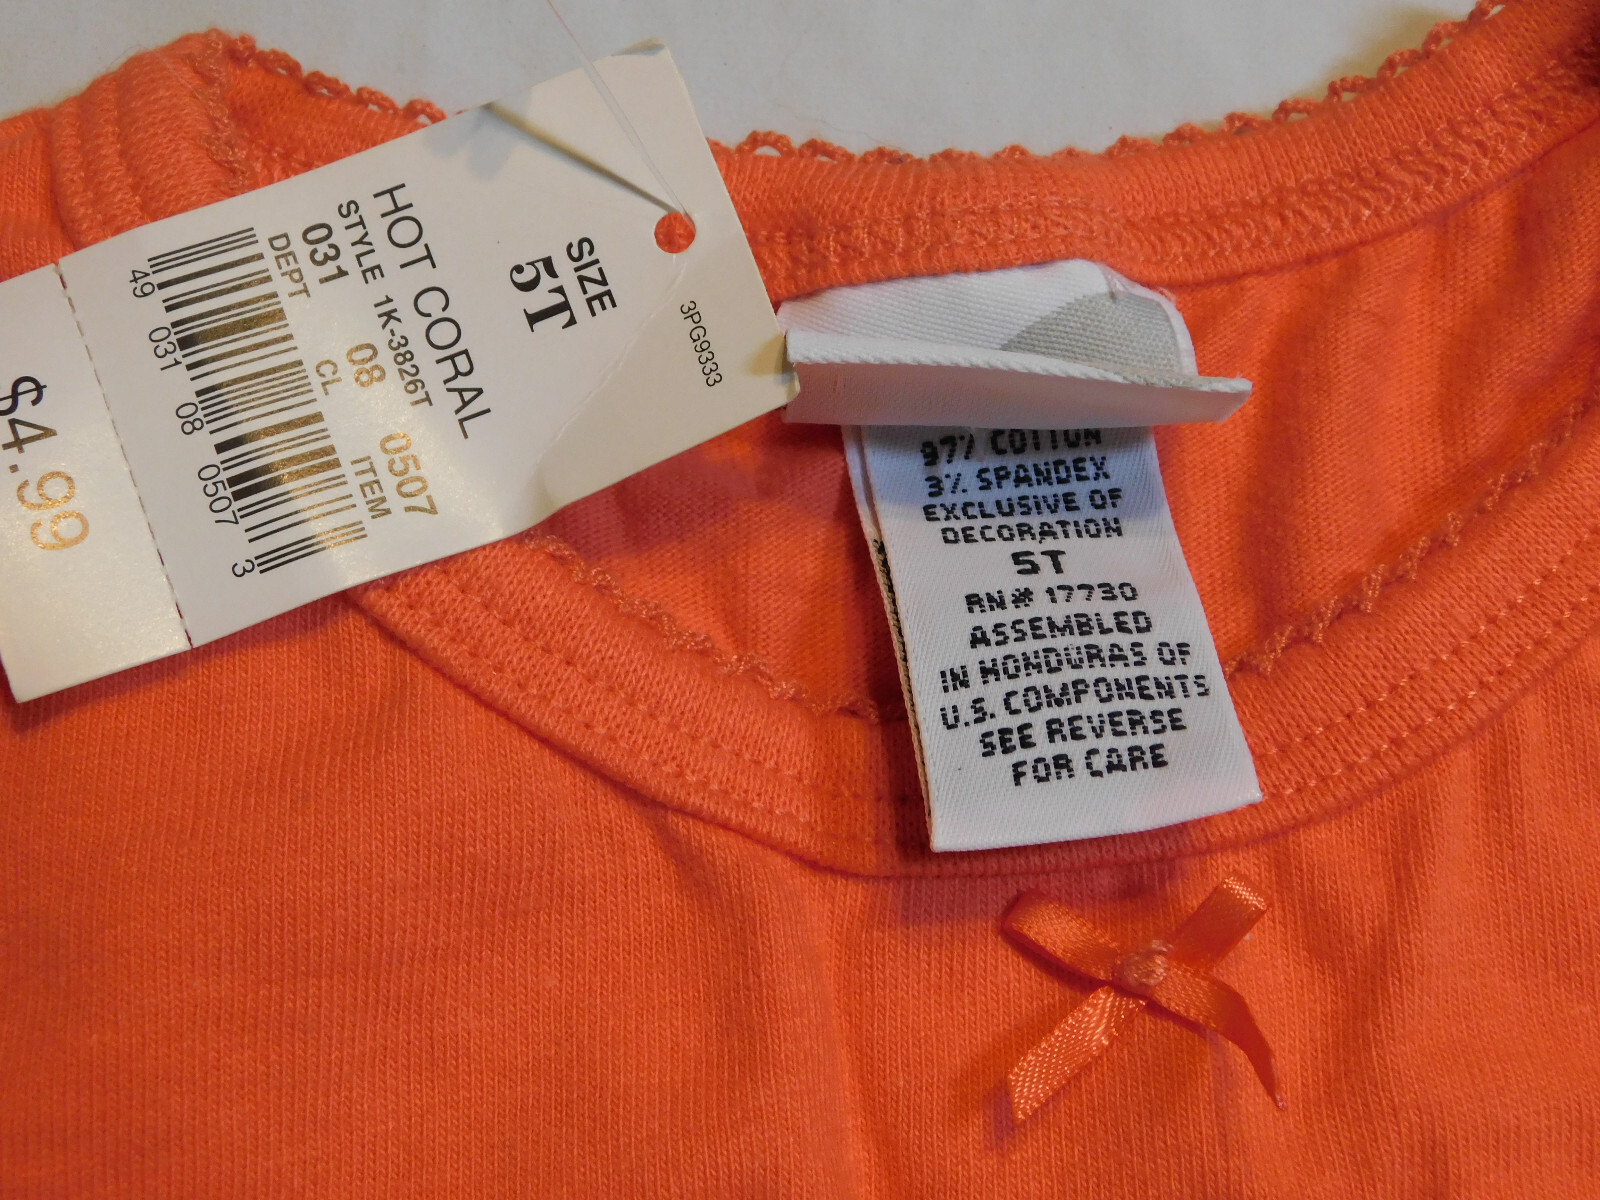 3PG9333
SIZE
5T
HOT CORAL
STYLE 1K-3826T
031 08 0507
DEPT CL ITEM
49 031 08 0507 3
$4.99
97% COTTON
3% SPANDEX
EXCLUSIVE OF
DECORATION
5T
RN# 17730
ASSEMBLED
IN HONDURAS OF
U.S. COMPONENTS
SEE REVERSE
FOR CARE